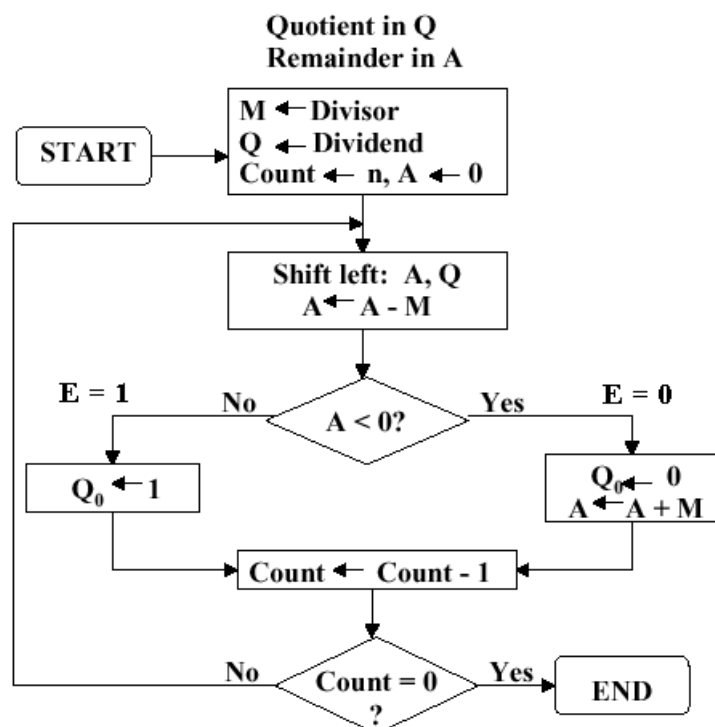 Quotient in Q
Remainder in A
START
M ← Divisor
Q ← Dividend
Count ← n, A ← 0
Shift left: A, Q
A ← A - M
E = 1
No
A < 0?
Yes
E = 0
Q₀ ← 1
Q₀ ← 0
A ← A + M
Count ← Count - 1
No
Count = 0
?
Yes
END